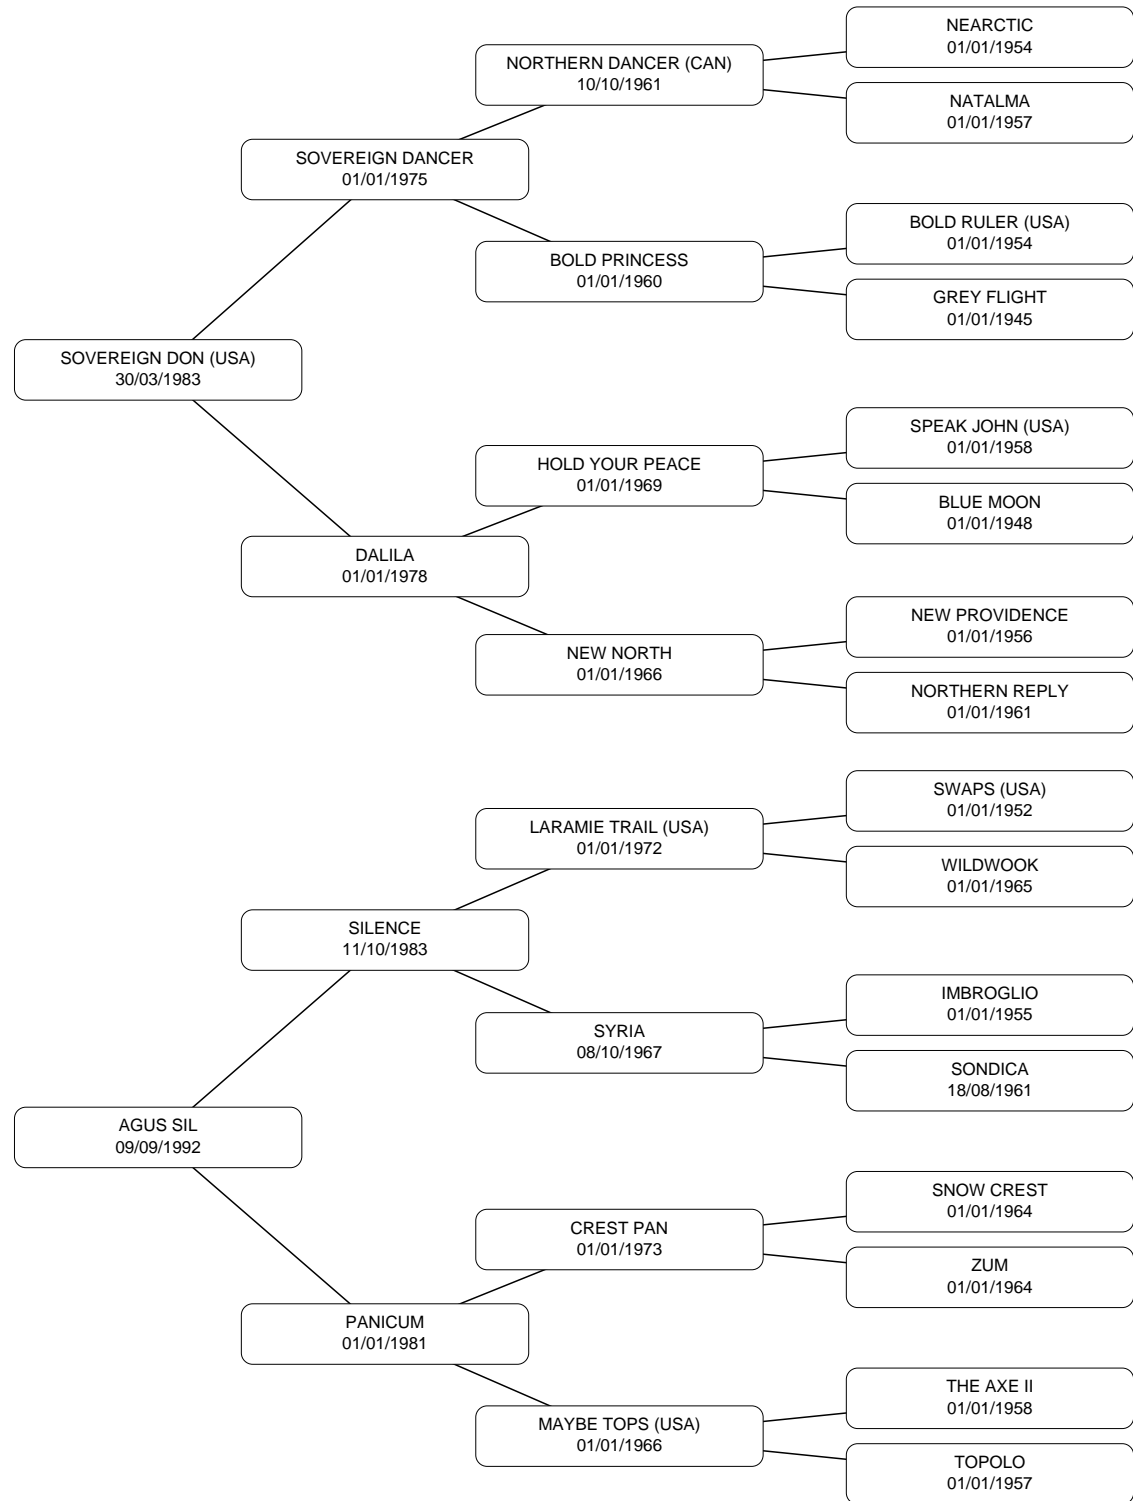 NEARCTIC
01/01/1954
NORTHERN DANCER (CAN)
10/10/1961
NATALMA
01/01/1957
SOVEREIGN DANCER
01/01/1975
BOLD RULER (USA)
01/01/1954
BOLD PRINCESS
01/01/1960
GREY FLIGHT
01/01/1945
SOVEREIGN DON (USA)
30/03/1983
SPEAK JOHN (USA)
01/01/1958
HOLD YOUR PEACE
01/01/1969
BLUE MOON
01/01/1948
DALILA
01/01/1978
NEW PROVIDENCE
01/01/1956
NEW NORTH
01/01/1966
NORTHERN REPLY
01/01/1961
SWAPS (USA)
01/01/1952
LARAMIE TRAIL (USA)
01/01/1972
WILDWOOK
01/01/1965
SILENCE
11/10/1983
IMBROGLIO
01/01/1955
SYRIA
08/10/1967
SONDICA
18/08/1961
AGUS SIL
09/09/1992
SNOW CREST
01/01/1964
CREST PAN
01/01/1973
ZUM
01/01/1964
PANICUM
01/01/1981
THE AXE II
01/01/1958
MAYBE TOPS (USA)
01/01/1966
TOPOLO
01/01/1957